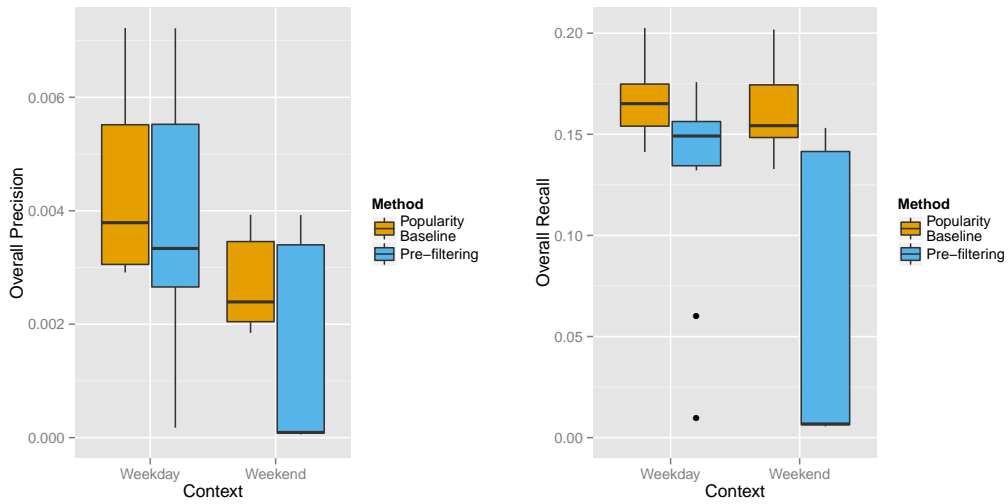 Overall Precision
0.006
0.004
0.002
0.000
Weekday
Weekend
Context
Method
Popularity
Baseline
Pre−filtering
Overall Recall
0.20
0.15
0.10
0.05
0.00
Weekday
Weekend
Context
Method
Popularity
Baseline
Pre−filtering